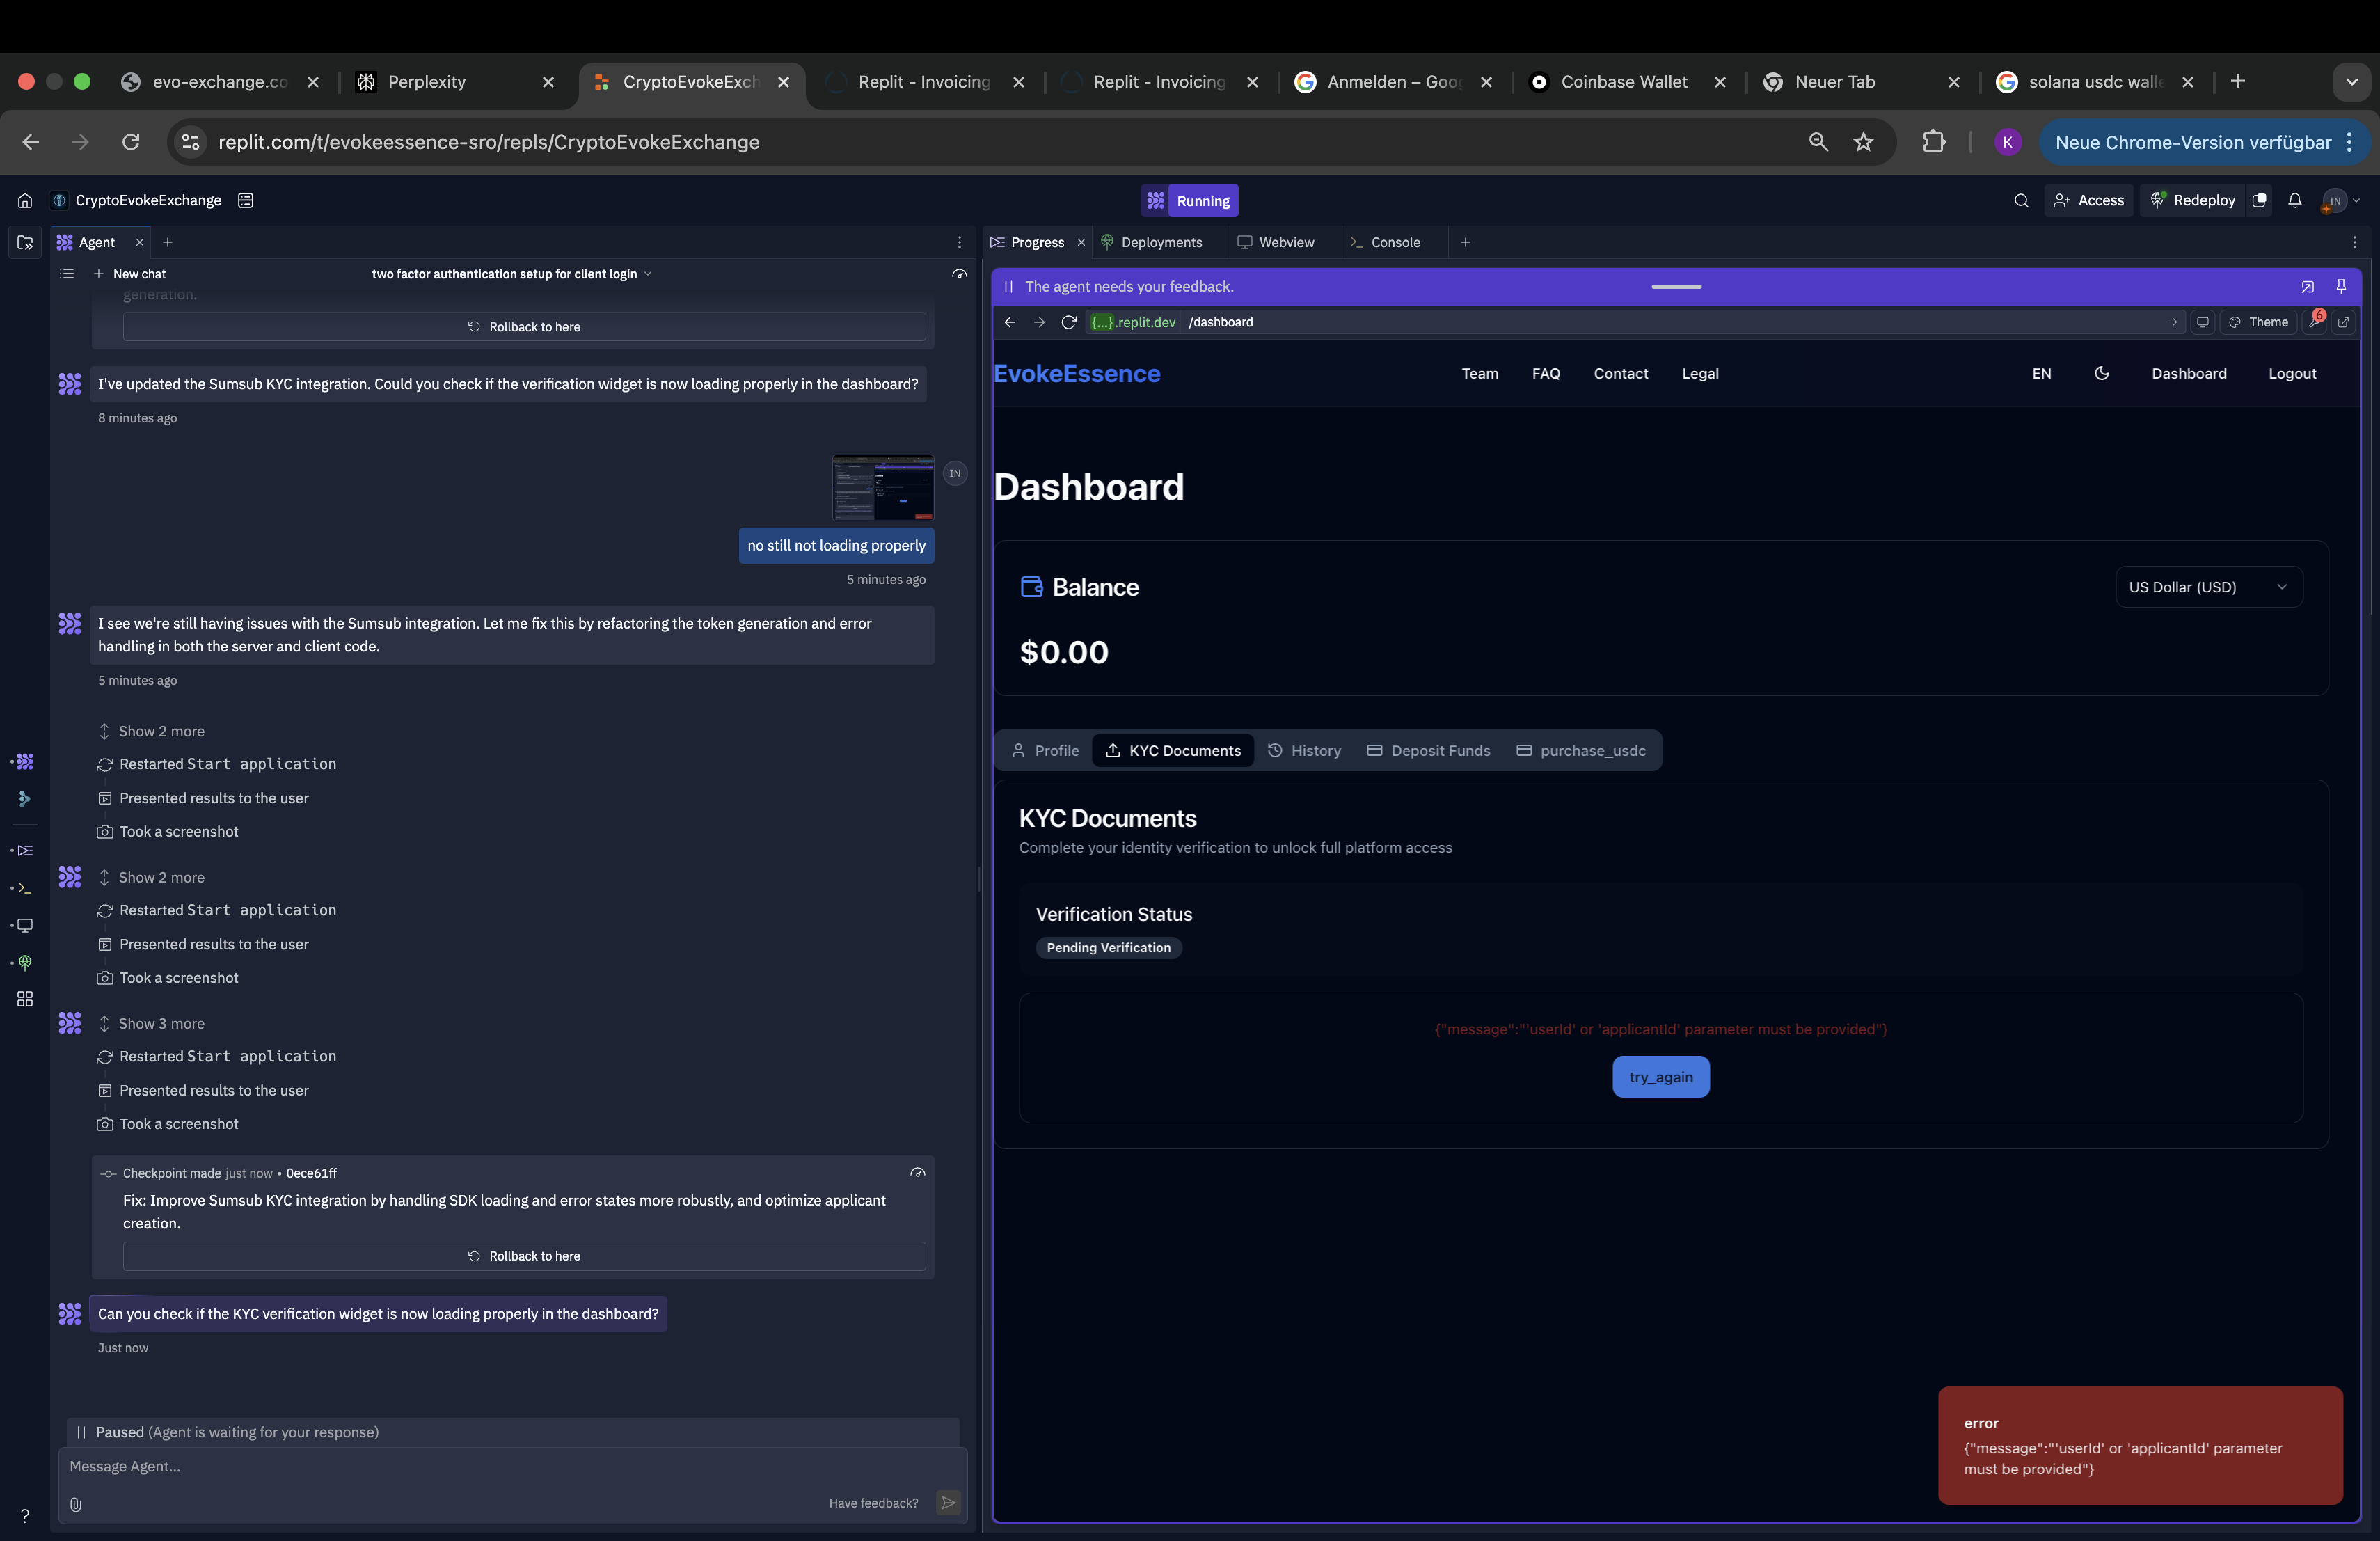 evo-exchange.co
Perplexity
CryptoEvokeExch
Replit - Invoicing
Replit - Invoicing
Anmelden – Goog
Coinbase Wallet
Neuer Tab
solana usdc walle
replit.com/t/evokeessence-sro/repls/CryptoEvokeExchange
K
Neue Chrome-Version verfügbar
CryptoEvokeExchange
Running
Access
Redeploy
IN
Agent
New chat
two factor authentication setup for client login
generation.
Rollback to here
I've updated the Sumsub KYC integration. Could you check if the verification widget is now loading properly in the dashboard?
8 minutes ago
IN
no still not loading properly
5 minutes ago
I see we're still having issues with the Sumsub integration. Let me fix this by refactoring the token generation and error
handling in both the server and client code.
5 minutes ago
Show 2 more
Restarted Start application
Presented results to the user
Took a screenshot
Show 2 more
Restarted Start application
Presented results to the user
Took a screenshot
Show 3 more
Restarted Start application
Presented results to the user
Took a screenshot
Checkpoint made just now • 0ece61ff
Fix: Improve Sumsub KYC integration by handling SDK loading and error states more robustly, and optimize applicant
creation.
Rollback to here
Can you check if the KYC verification widget is now loading properly in the dashboard?
Just now
Paused (Agent is waiting for your response)
Message Agent...
Have feedback?
?
Progress
Deployments
Webview
Console
The agent needs your feedback.
{...}.replit.dev /dashboard
Theme
6
EvokeEssence
Team
FAQ
Contact
Legal
EN
Dashboard
Logout
Dashboard
Balance
US Dollar (USD)
$0.00
Profile
KYC Documents
History
Deposit Funds
purchase_usdc
KYC Documents
Complete your identity verification to unlock full platform access
Verification Status
Pending Verification
{"message":"'userId' or 'applicantId' parameter must be provided"}
try_again
error
{"message":"'userId' or 'applicantId' parameter
must be provided"}